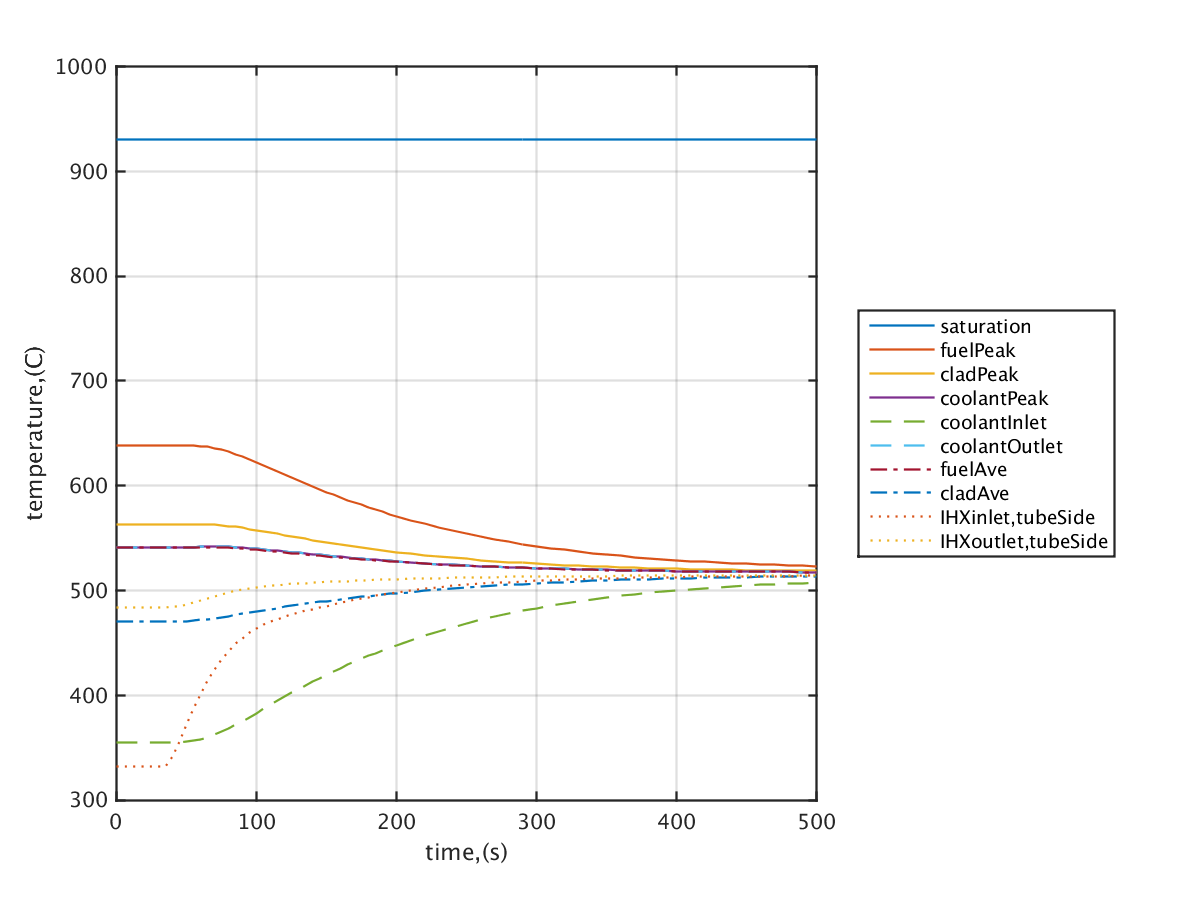 1000
900
800
700
600
500
400
300
0
100
200
300
400
500
temperature,(C)
time,(s)
saturation
fuelPeak
cladPeak
coolantPeak
coolantInlet
coolantOutlet
fuelAve
cladAve
IHXinlet,tubeSide
IHXoutlet,tubeSide